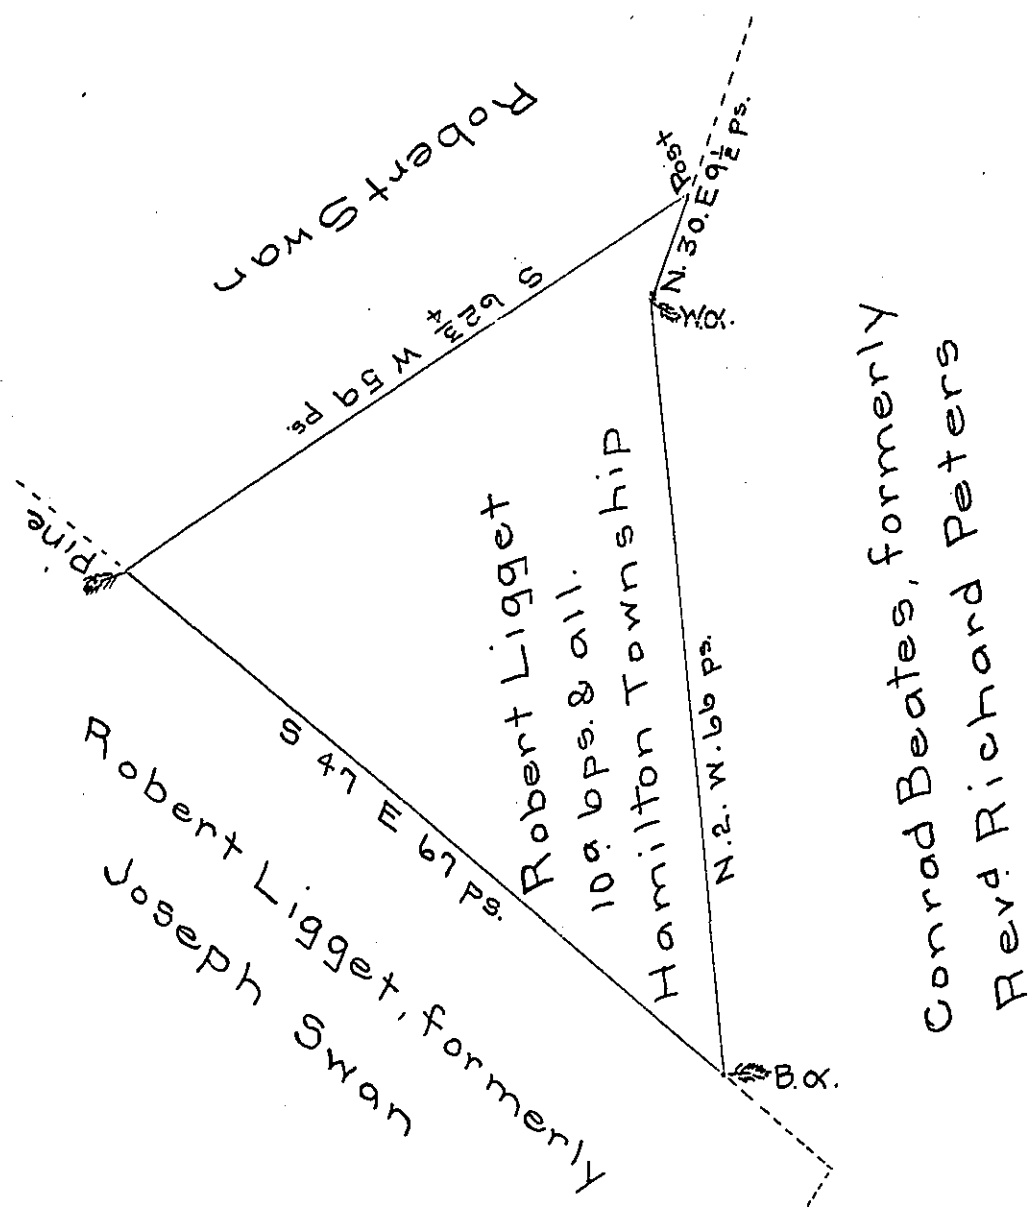 Robert Swan
Post
N. 30. E 9½ ps.
W.O.
S 62¾ W 59 ps.
Pine
Robert Ligget
10a. 6ps. & all.
Hamilton Township
N. 2. W. 66 ps.
S 47 E 67 ps.
Robert Ligget, formerly
Joseph Swan
B.O.
Conrad Beates, formerly
Revd. Richard Peters